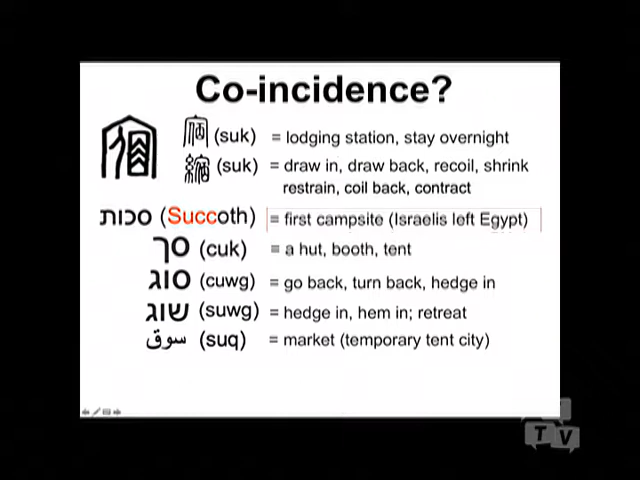 Co-incidence?
(suk) = lodging station, stay overnight
縮 (suk) = draw in, draw back, recoil, shrink
restrain, coil back, contract
סכות (Succoth) = first campsite (Israelis left Egypt)
סך (cuk) = a hut, booth, tent
סוג (cuwg) = go back, turn back, hedge in
שוג (suwg) = hedge in, hem in; retreat
سوق (suq) = market (temporary tent city)
TV